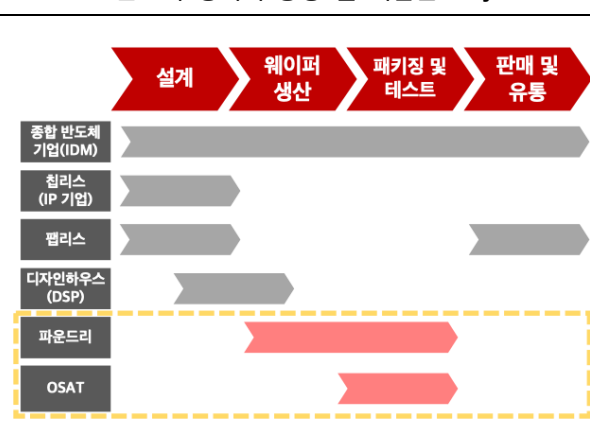 설계
웨이퍼
생산
패키징 및
테스트
판매 및
유통
종합 반도체
기업(IDM)
칩리스
(IP 기업)
팹리스
디자인하우스
(DSP)
파운드리
OSAT